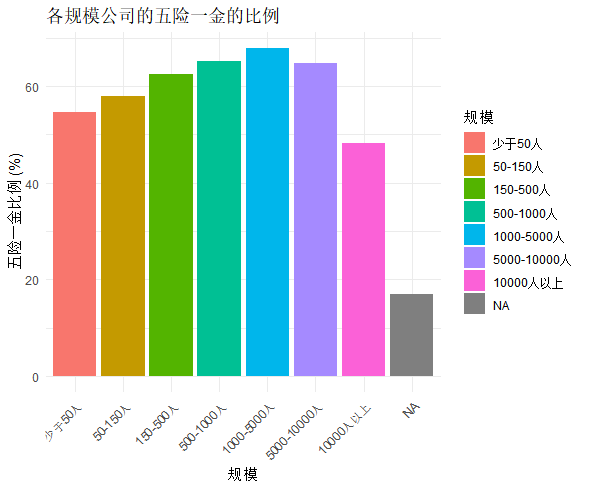 各规模公司的五险一金的比例
五险一金比例 (%)
60
40
20
0
少于50人
50-150人
150-500人
500-1000人
1000-5000人
5000-10000人
10000人以上
NA
规模
规模
少于50人
50-150人
150-500人
500-1000人
1000-5000人
5000-10000人
10000人以上
NA